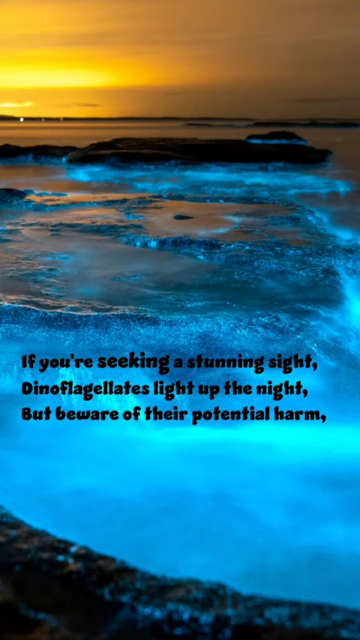 If you're seeking a stunning sight,
Dinoflagellates light up the night,
But beware of their potential harm,